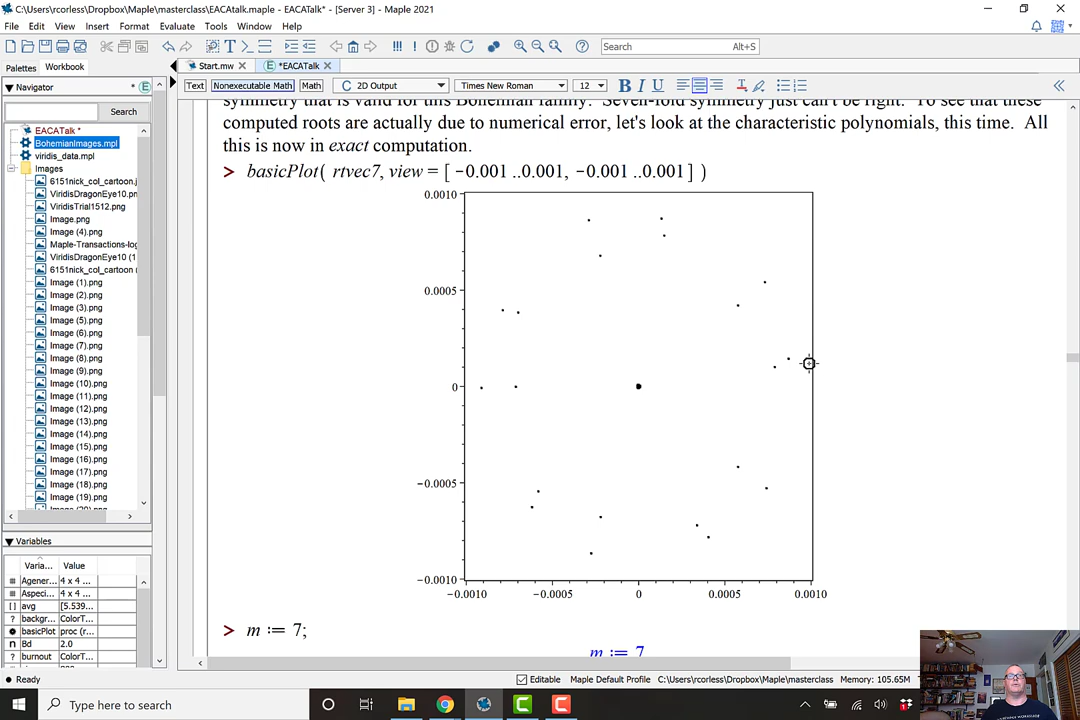 C:\Users\rcorless\Dropbox\Maple\masterclass\EACAtalk.maple - EACATalk* - [Server 3] - Maple 2021
File Edit View Insert Format Evaluate Tools Window Help
Search Alt+S
Start.mw *EACATalk
Palettes Workbook
Text Nonexecutable Math Math C 2D Output Times New Roman 12 B I U
Navigator
Search
EACATalk *
BohemianImages.mpl
viridis_data.mpl
Images
6151nick_col_cartoon.j
ViridisDragonEye10.pn
ViridisTrial1512.png
Image.png
Image (4).png
Maple-Transactions-log
ViridisDragonEye10 (1
6151nick_col_cartoon (
Image (1).png
Image (2).png
Image (3).png
Image (5).png
Image (6).png
Image (7).png
Image (8).png
Image (9).png
Image (10).png
Image (11).png
Image (12).png
Image (13).png
Image (14).png
Image (15).png
Image (16).png
Image (17).png
Image (18).png
Image (19).png
Variables
Varia... Value
Agener... 4 x 4 ...
Aspeci... 4 x 4 ...
avg [5.539...
backgr... ColorT...
basicPlot proc (r...
Bd 2.0
burnout ColorT...
symmetry that is valid for this Bohemian family? Seven-fold symmetry just can't be right. To see that these
computed roots are actually due to numerical error, let's look at the characteristic polynomials, this time. All
this is now in exact computation.
> basicPlot( rtvec7, view = [ −0.001 ..0.001, −0.001 ..0.001 ] )
0.0010
0.0005
0
−0.0005
−0.0010
−0.0010 −0.0005 0 0.0005 0.0010
> m := 7;
m := 7
Ready Editable Maple Default Profile C:\Users\rcorless\Dropbox\Maple\masterclass Memory: 105.65M
Type here to search